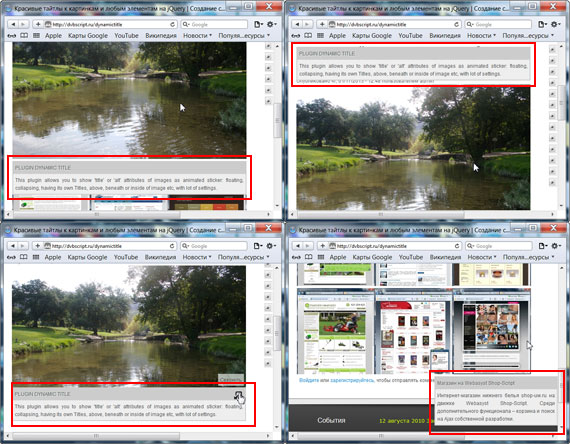 Красивые тайтлы к картинкам и любым элементам на jQuery | Создание с...
http://dvbscript.ru/dynamictitle
Google
Apple Карты Google YouTube Википедия Новости Популя...есурсы
PLUGIN DYNAMIC TITLE
This plugin allows you to show 'title' or 'alt' attributes of images as animated sticker: floating,
collapsing, having its own Titles, above, beneath or inside of image etc, with lot of settings.
Красивые тайтлы к картинкам и любым элементам на jQuery | Создание с...
http://dvbscript.ru/dynamictitle
Google
Apple Карты Google YouTube Википедия Новости Популя...есурсы
PLUGIN DYNAMIC TITLE
This plugin allows you to show 'title' or 'alt' attributes of images as animated sticker: floating,
collapsing, having its own Titles, above, beneath or inside of image etc, with lot of settings.
Красивые тайтлы к картинкам и любым элементам на jQuery | Создание с...
http://dvbscript.ru/dynamictitle
Google
Apple Карты Google YouTube Википедия Новости Популя...есурсы
PLUGIN DYNAMIC TITLE
This plugin allows you to show 'title' or 'alt' attributes of images as animated sticker: floating,
collapsing, having its own Titles, above, beneath or inside of image etc, with lot of settings.
Красивые тайтлы к картинкам и любым элементам на jQuery | Создание с...
http://dvbscript.ru/dynamictitle
Google
Apple Карты Google YouTube Википедия Новости Популя...есурсы
Войдите или зарегистрируйтесь, чтобы отправлять коммент
События
12 августа 2010
Магазин на Webasyst Shop-Script
Интернет-магазин нижнего белья shop-uw.ru на
движке Webasyst Shop-Script. Среди
дополнительного функционала – корзина и поиск
на Ajax собственной разработки.